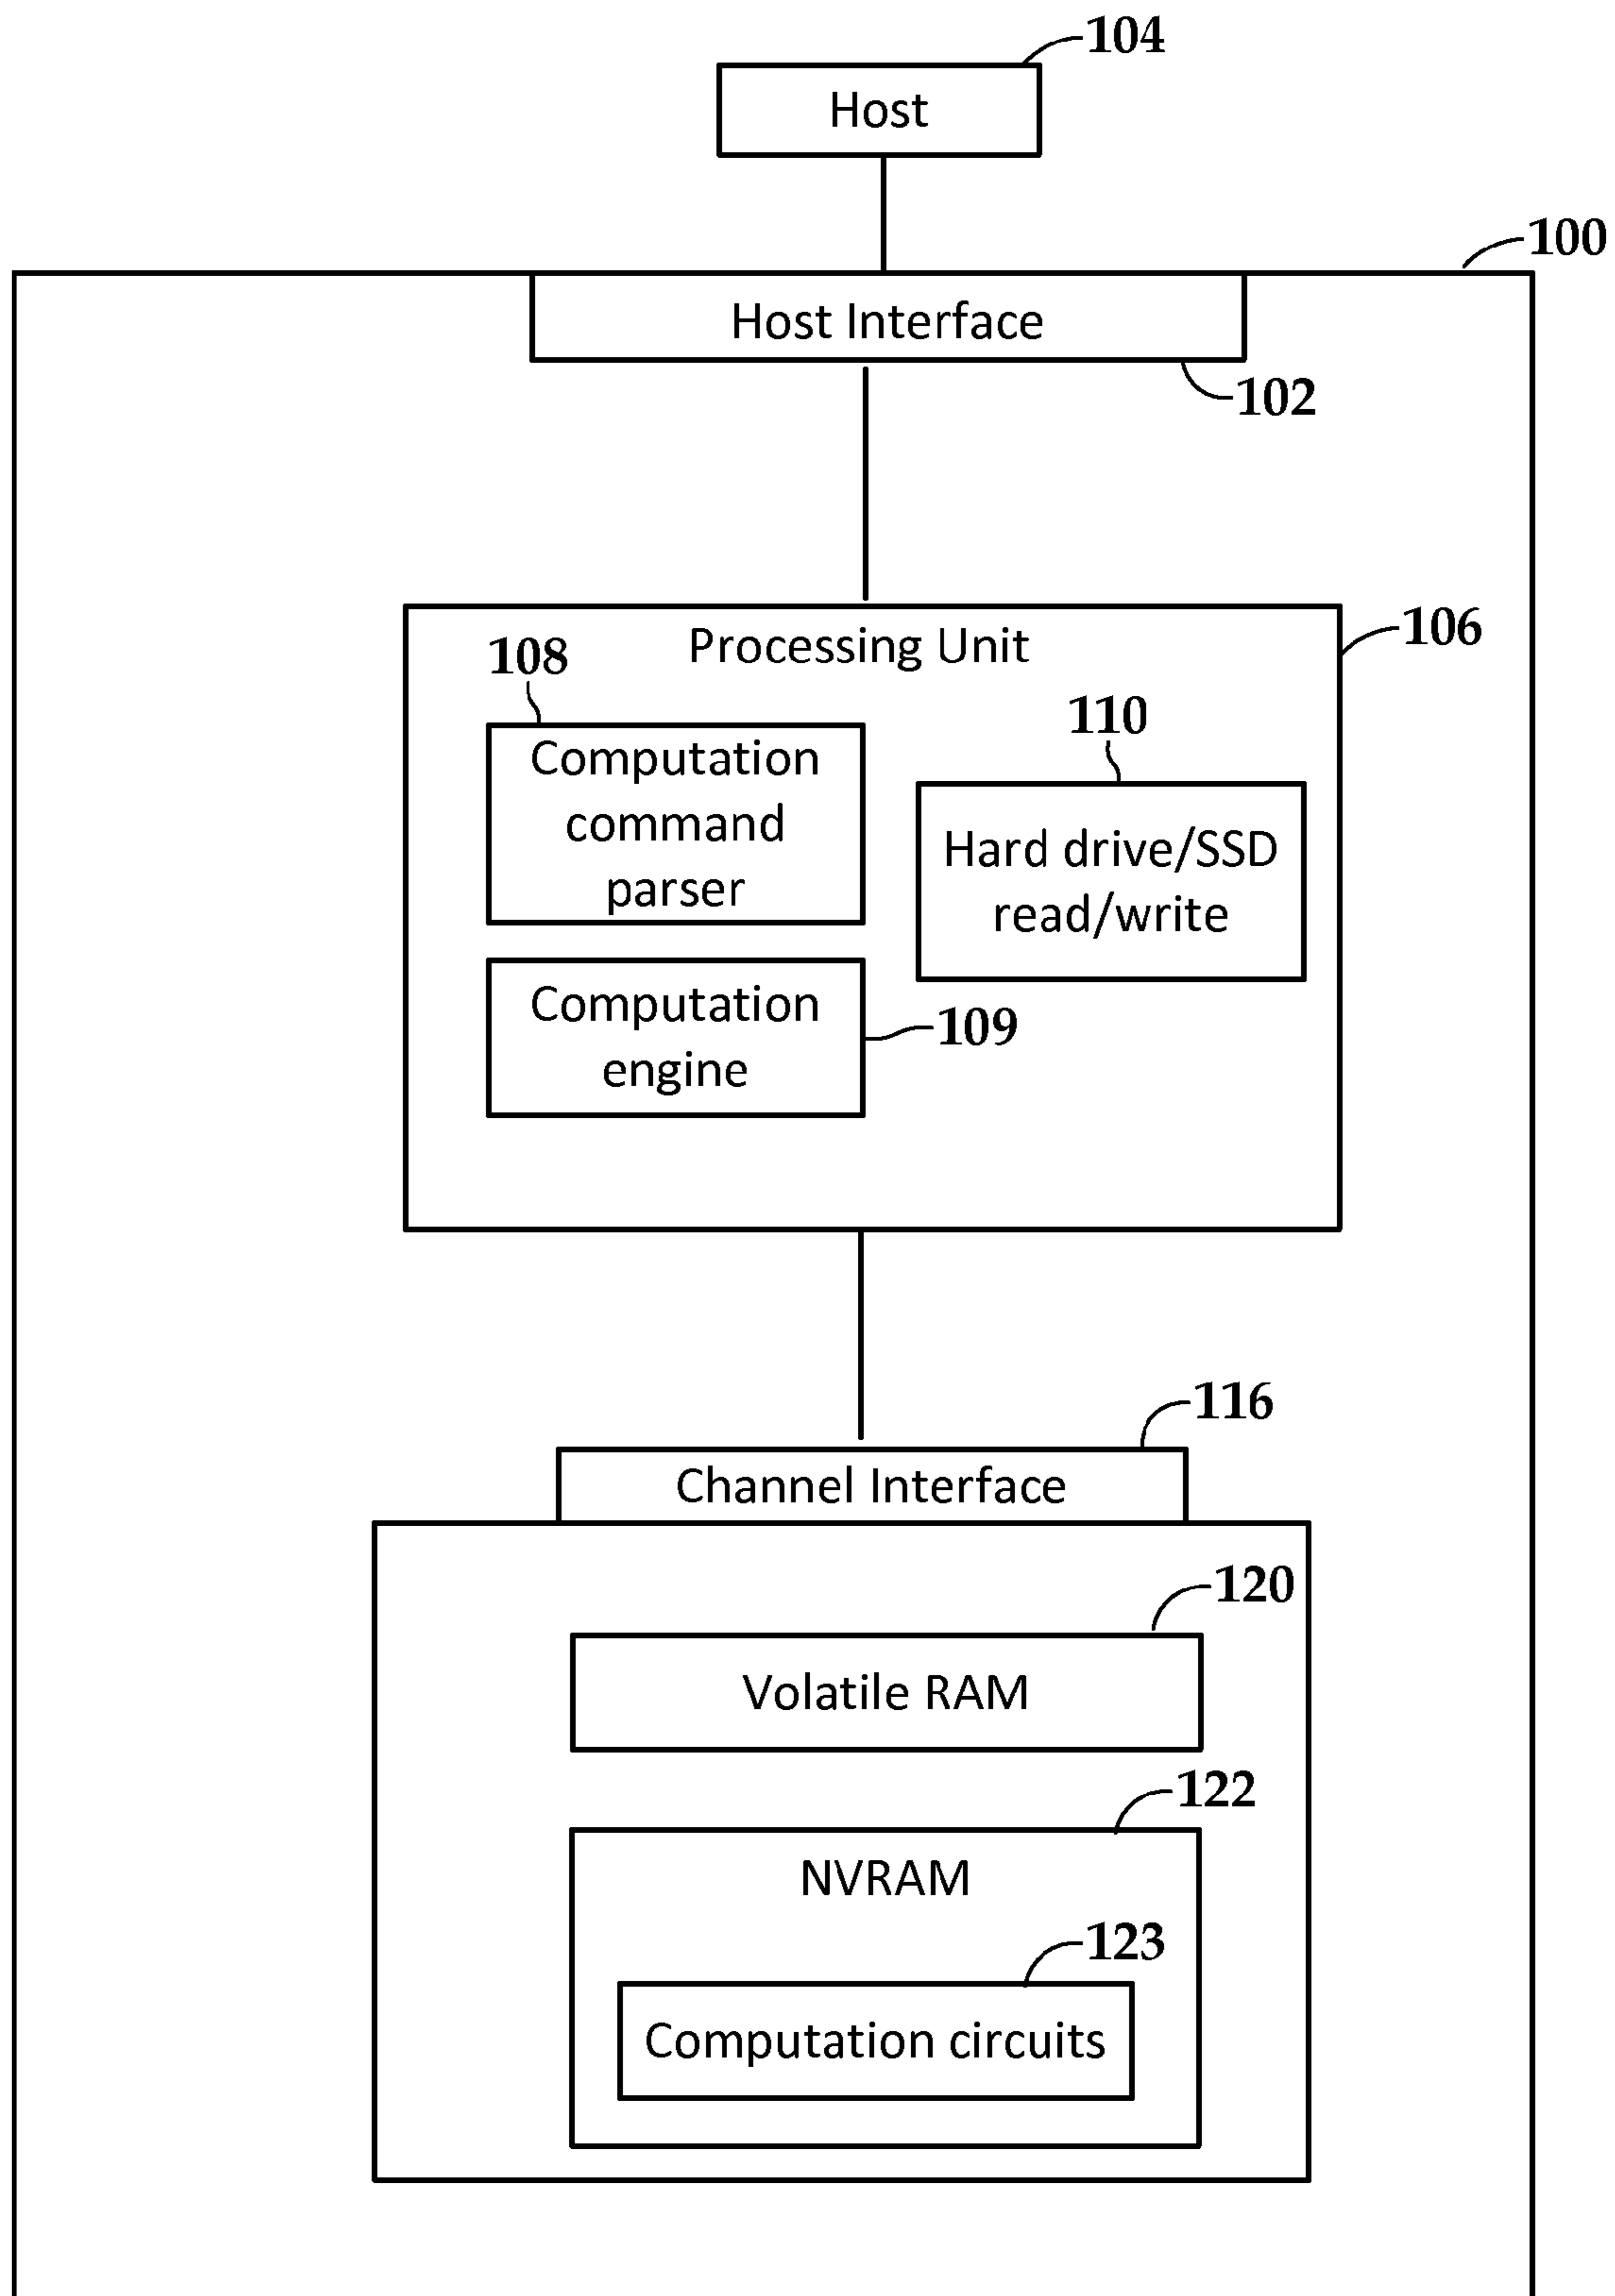 104
Host
100
Host Interface
102
Processing Unit
106
108
110
Computation
command
parser
Hard drive/SSD
read/write
Computation
engine
109
116
Channel Interface
120
Volatile RAM
122
NVRAM
123
Computation circuits